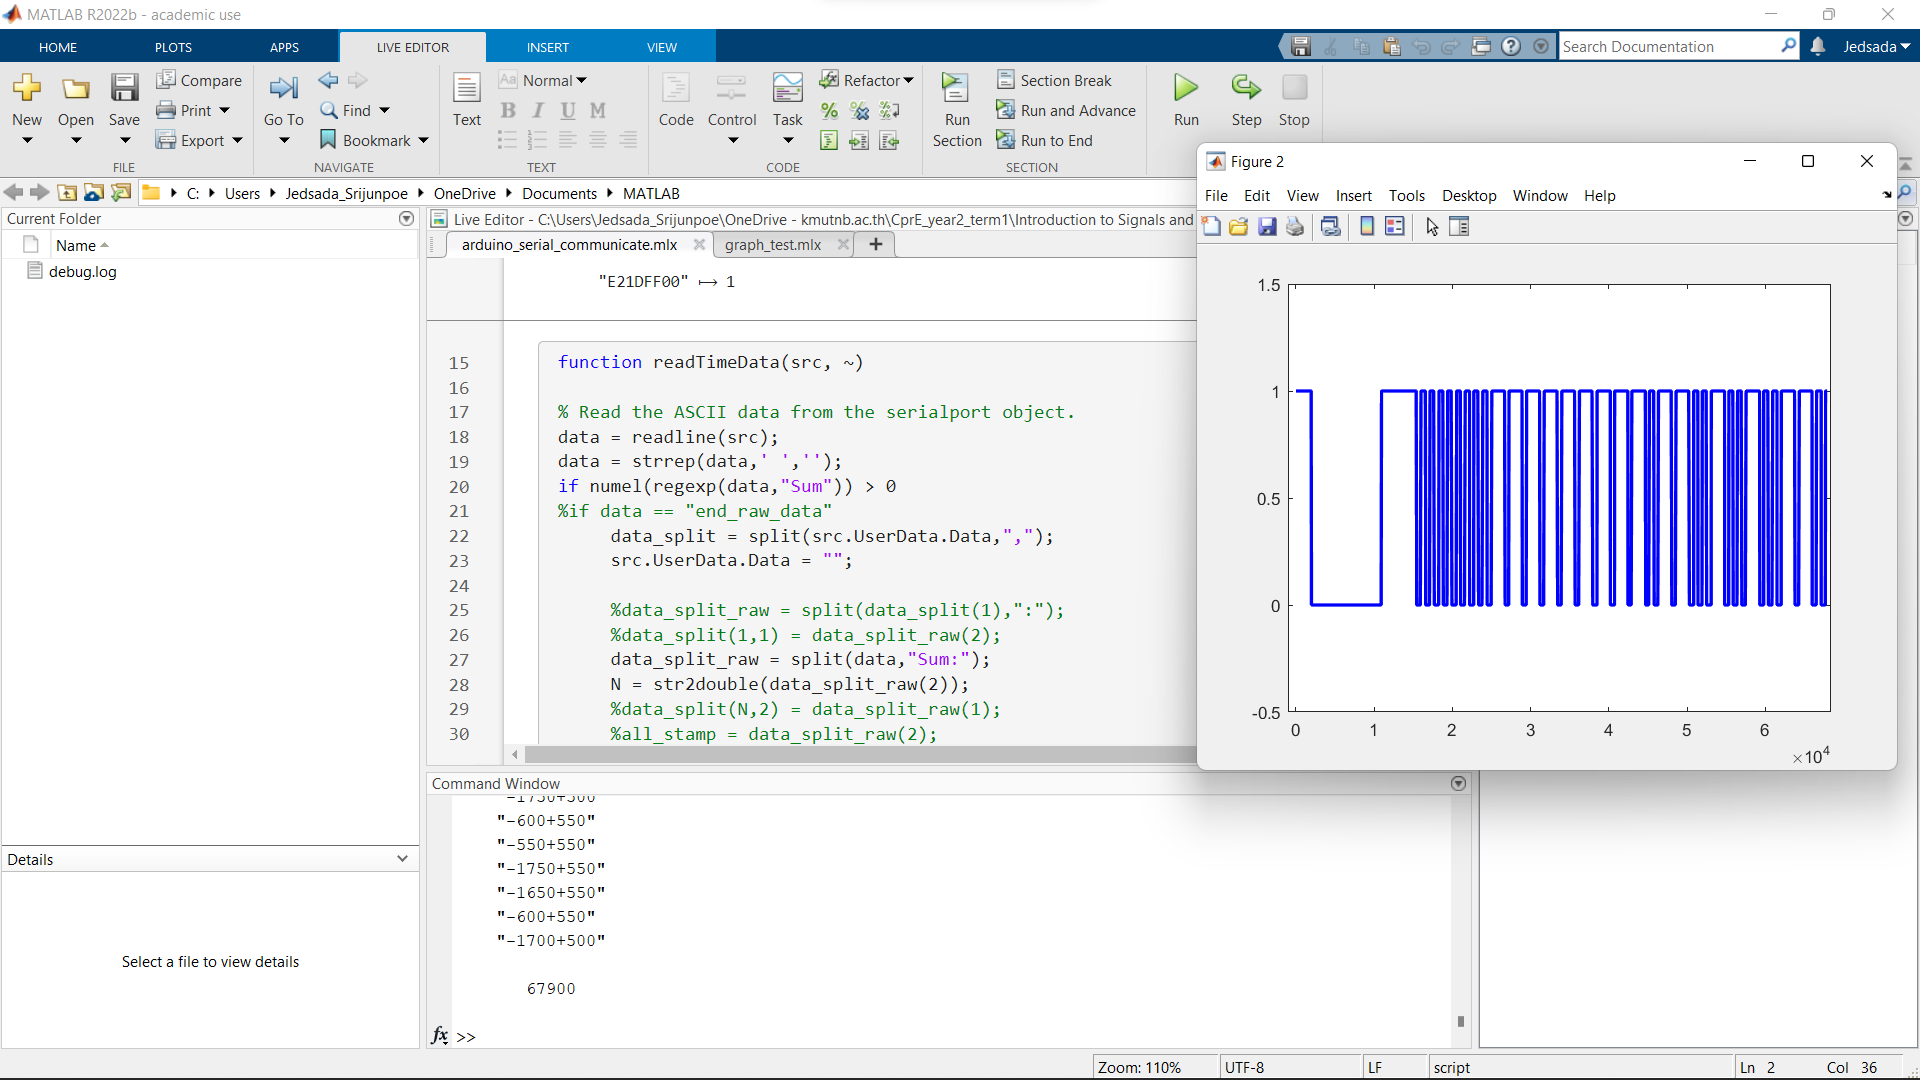 MATLAB R2022b - academic use
HOME PLOTS APPS LIVE EDITOR INSERT VIEW
Search Documentation
Jedsada
New
Open
Save
Compare
Print
Export
FILE
Go To
Find
Bookmark
NAVIGATE
Text
Aa Normal
B I U M
TEXT
Code
Control
Task
Refactor
CODE
Run
Section
Section Break
Run and Advance
Run to End
SECTION
Run
Step
Stop
C: Users Jedsada_Srijunpoe OneDrive Documents MATLAB
Current Folder
Name
debug.log
Details
Select a file to view details
Live Editor - C:\Users\Jedsada_Srijunpoe\OneDrive - kmutnb.ac.th\CprE_year2_term1\Introduction to Signals and
arduino_serial_communicate.mlx
graph_test.mlx
"E21DFF00" ↦ 1
15 function readTimeData(src, ~)
16
17 % Read the ASCII data from the serialport object.
18 data = readline(src);
19 data = strrep(data,' ','');
20 if numel(regexp(data,"Sum")) > 0
21 %if data == "end_raw_data"
22 data_split = split(src.UserData.Data,",");
23 src.UserData.Data = "";
24
25 %data_split_raw = split(data_split(1),":");
26 %data_split(1,1) = data_split_raw(2);
27 data_split_raw = split(data,"Sum:");
28 N = str2double(data_split_raw(2));
29 %data_split(N,2) = data_split_raw(1);
30 %all_stamp = data_split_raw(2);
Command Window
"-1750+500"
"-600+550"
"-550+550"
"-1750+550"
"-1650+550"
"-600+550"
"-1700+500"
67900
fx >>
Figure 2
File Edit View Insert Tools Desktop Window Help
1.5
1
0.5
0
-0.5
0 1 2 3 4 5 6
×10⁴
Zoom: 110%
UTF-8
LF
script
Ln 2
Col 36